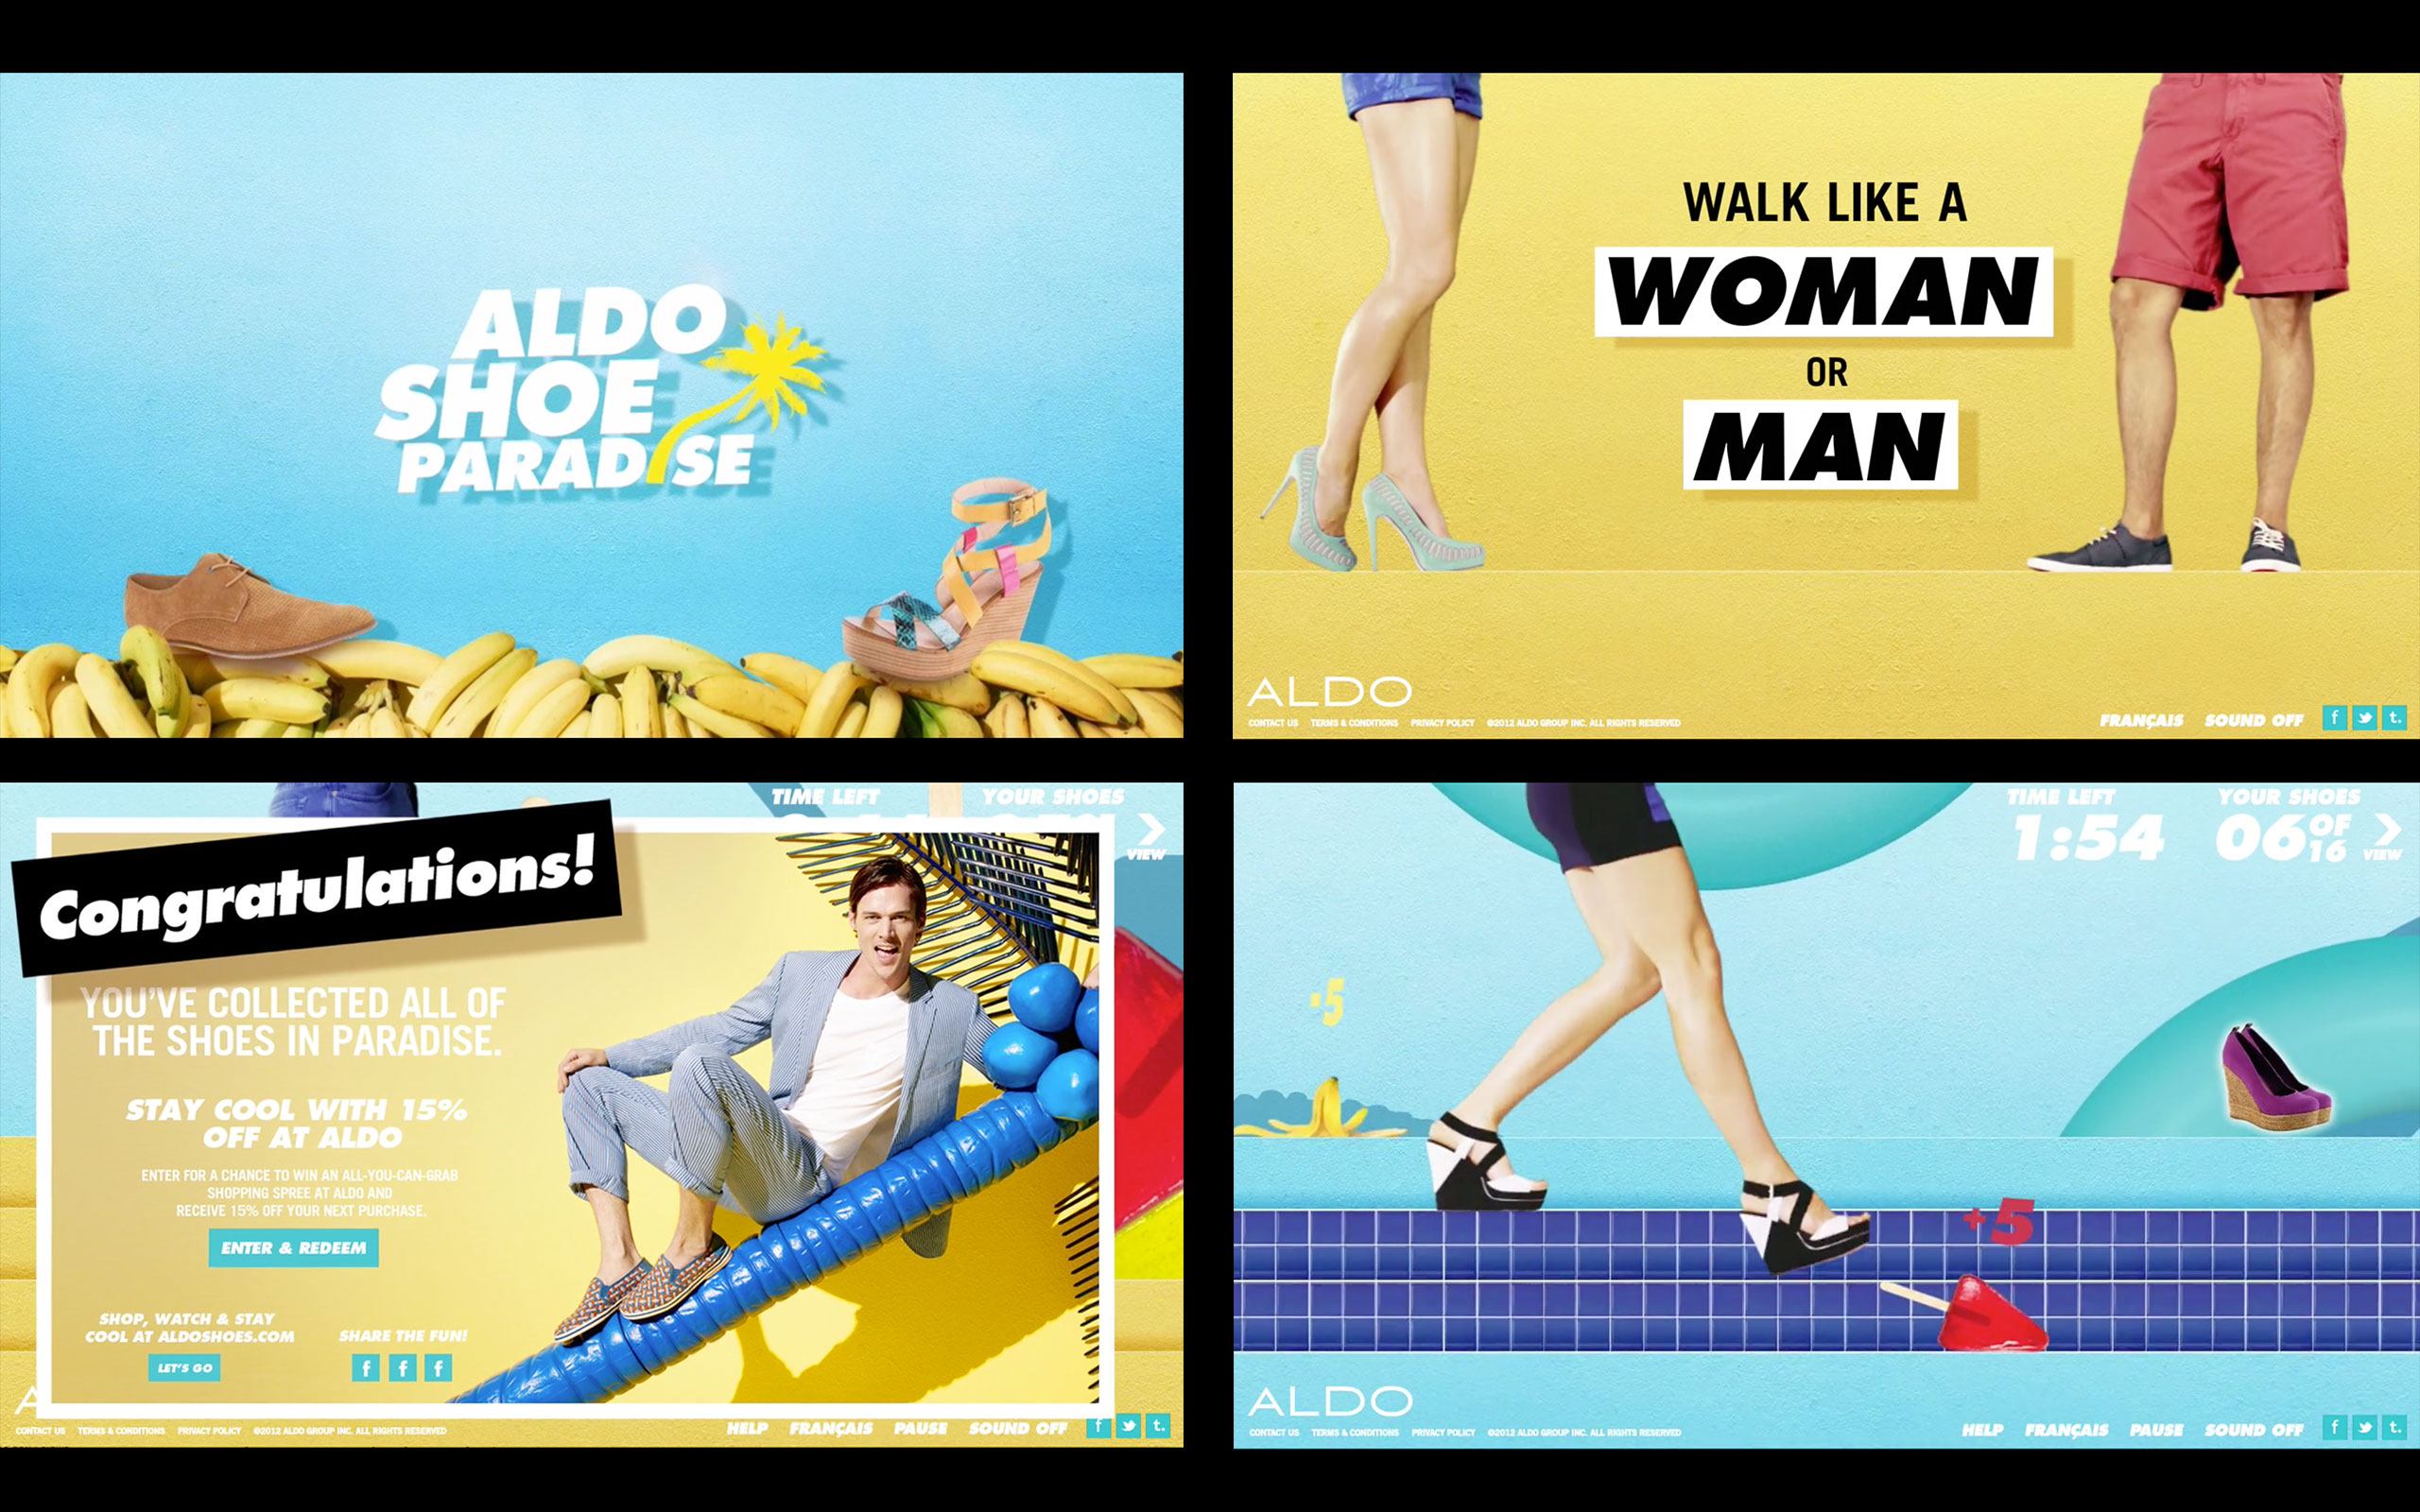 ALDO
SHOE
PARADISE
WALK LIKE A
WOMAN
OR
MAN
ALDO
CONTACT US TERMS & CONDITIONS PRIVACY POLICY ©2012 ALDO GROUP INC. ALL RIGHTS RESERVED
FRANÇAIS SOUND OFF f t.
TIME LEFT YOUR SHOES
VIEW
Congratulations!
YOU'VE COLLECTED ALL OF
THE SHOES IN PARADISE.
STAY COOL WITH 15%
OFF AT ALDO
ENTER FOR A CHANCE TO WIN AN ALL-YOU-CAN-GRAB
SHOPPING SPREE AT ALDO AND
RECEIVE 15% OFF YOUR NEXT PURCHASE.
ENTER & REDEEM
SHOP, WATCH & STAY
COOL AT ALDOSHOES.COM
LET'S GO
SHARE THE FUN!
f f f
CONTACT US TERMS & CONDITIONS PRIVACY POLICY ©2012 ALDO GROUP INC. ALL RIGHTS RESERVED
HELP FRANÇAIS PAUSE SOUND OFF f t.
TIME LEFT YOUR SHOES
1:54 06 OF 16 VIEW
+5
+5
ALDO
CONTACT US TERMS & CONDITIONS PRIVACY POLICY ©2012 ALDO GROUP INC. ALL RIGHTS RESERVED
HELP FRANÇAIS PAUSE SOUND OFF f t.